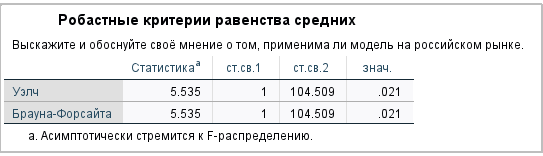 Робастные критерии равенства средних
Выскажите и обоснуйте своё мнение о том, применима ли модель на российском рынке.
Статистика a ст.св.1 ст.св.2 знач.
Уэлч 5.535 1 104.509 .021
Брауна-Форсайта 5.535 1 104.509 .021
a. Асимптотически стремится к F-распределению.